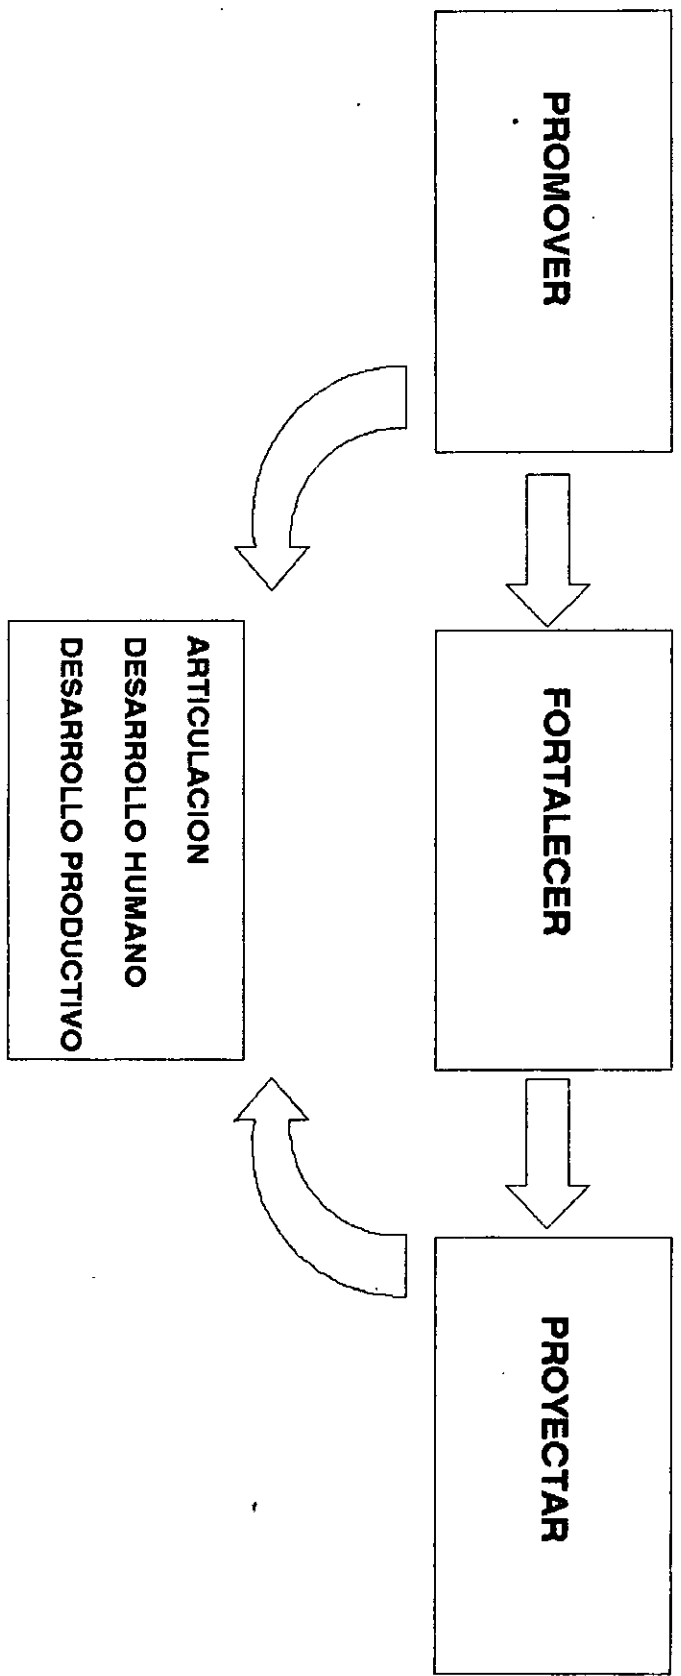 PROMOVER
FORTALECER
PROYECTAR
ARTICULACION
DESARROLLO HUMANO
DESARROLLO PRODUCTIVO